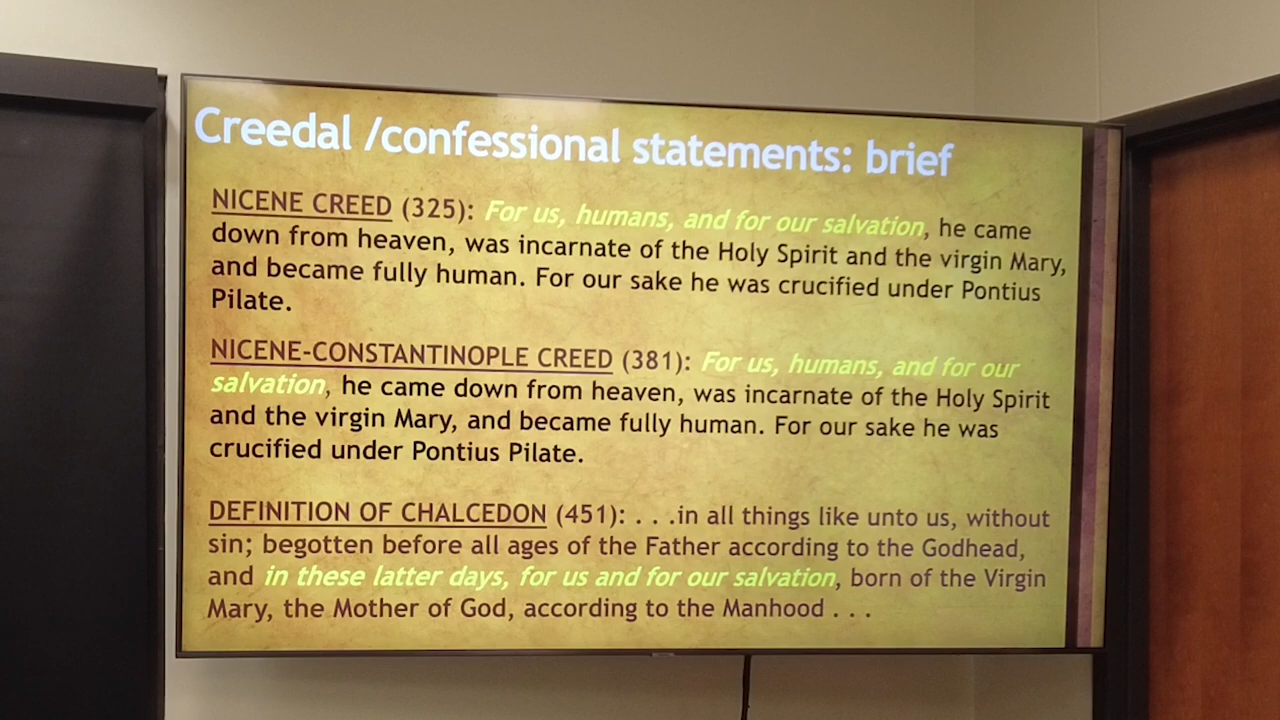 Creedal /confessional statements: brief
NICENE CREED (325): For us, humans, and for our salvation, he came
down from heaven, was incarnate of the Holy Spirit and the virgin Mary,
and became fully human. For our sake he was crucified under Pontius
Pilate.
NICENE-CONSTANTINOPLE CREED (381): For us, humans, and for our
salvation, he came down from heaven, was incarnate of the Holy Spirit
and the virgin Mary, and became fully human. For our sake he was
crucified under Pontius Pilate.
DEFINITION OF CHALCEDON (451): . . .in all things like unto us, without
sin; begotten before all ages of the Father according to the Godhead,
and in these latter days, for us and for our salvation, born of the Virgin
Mary, the Mother of God, according to the Manhood . . .